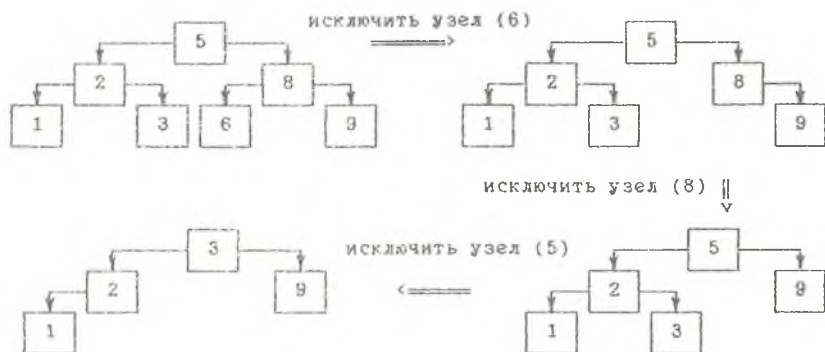 исключить узел (6)
5 5
2 8 2 8
1 3 6 9 1 3 9
исключить узел (8)
исключить узел (5)
3 5
2 9 2 9
1 1 3